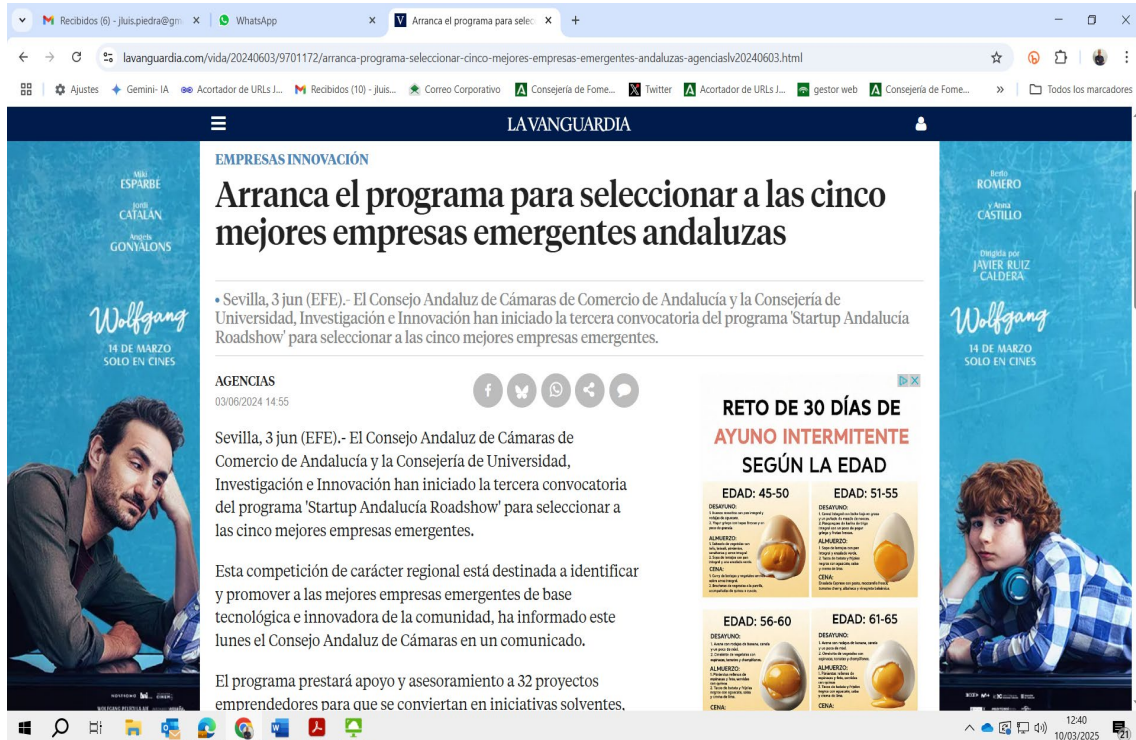 Recibidos (6) - jluis.piedra@gm
WhatsApp
Arranca el programa para selec
lavanguardia.com/vida/20240603/9701172/arranca-programa-seleccionar-cinco-mejores-empresas-emergentes-andaluzas-agenciaslv20240603.html
Ajustes
Gemini- IA
Acortador de URLs J...
Recibidos (10) - jluis...
Correo Corporativo
Consejería de Fome...
Twitter
Acortador de URLs J...
gestor web
Consejería de Fome...
Todos los marcadores
LA VANGUARDIA
EMPRESAS INNOVACIÓN
Arranca el programa para seleccionar a las cinco
mejores empresas emergentes andaluzas
• Sevilla, 3 jun (EFE).- El Consejo Andaluz de Cámaras de Comercio de Andalucía y la Consejería de
Universidad, Investigación e Innovación han iniciado la tercera convocatoria del programa 'Startup Andalucía
Roadshow' para seleccionar a las cinco mejores empresas emergentes.
AGENCIAS
03/06/2024 14:55
Sevilla, 3 jun (EFE).- El Consejo Andaluz de Cámaras de
Comercio de Andalucía y la Consejería de Universidad,
Investigación e Innovación han iniciado la tercera convocatoria
del programa 'Startup Andalucía Roadshow' para seleccionar a
las cinco mejores empresas emergentes.
Esta competición de carácter regional está destinada a identificar
y promover a las mejores empresas emergentes de base
tecnológica e innovadora de la comunidad, ha informado este
lunes el Consejo Andaluz de Cámaras en un comunicado.
El programa prestará apoyo y asesoramiento a 32 proyectos
emprendedores para que se conviertan en iniciativas solventes,
Miki
ESPARBÉ
Jordi
CATALÁN
Àngels
GONYALONS
Wolfgang
14 DE MARZO
SOLO EN CINES
RETO DE 30 DÍAS DE
AYUNO INTERMITENTE
SEGÚN LA EDAD
EDAD: 45-50
DESAYUNO:
ALMUERZO:
CENA:
EDAD: 51-55
DESAYUNO:
ALMUERZO:
CENA:
EDAD: 56-60
DESAYUNO:
ALMUERZO:
CENA:
EDAD: 61-65
DESAYUNO:
ALMUERZO:
CENA:
Berto
ROMERO
y Anna
CASTILLO
Dirigida por
JAVIER RUIZ
CALDERA
Wolfgang
14 DE MARZO
SOLO EN CINES
12:40
10/03/2025
21